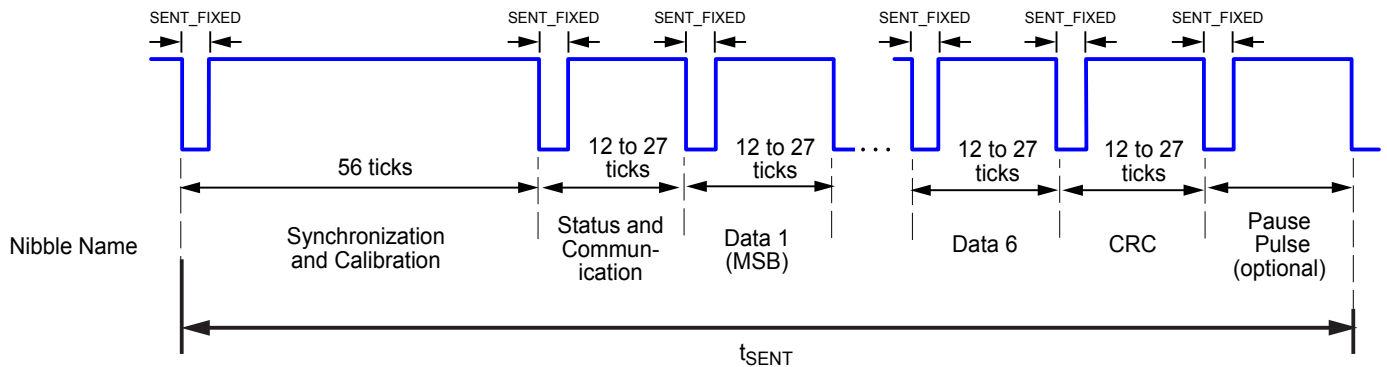 SENT_FIXED SENT_FIXED SENT_FIXED SENT_FIXED SENT_FIXED SENT_FIXED
56 ticks
12 to 27
ticks
12 to 27
ticks
...
12 to 27
ticks
12 to 27
ticks
Nibble Name
Synchronization
and Calibration
Status and
Commun-
ication
Data 1
(MSB)
Data 6
CRC
Pause
Pulse
(optional)
tSENT